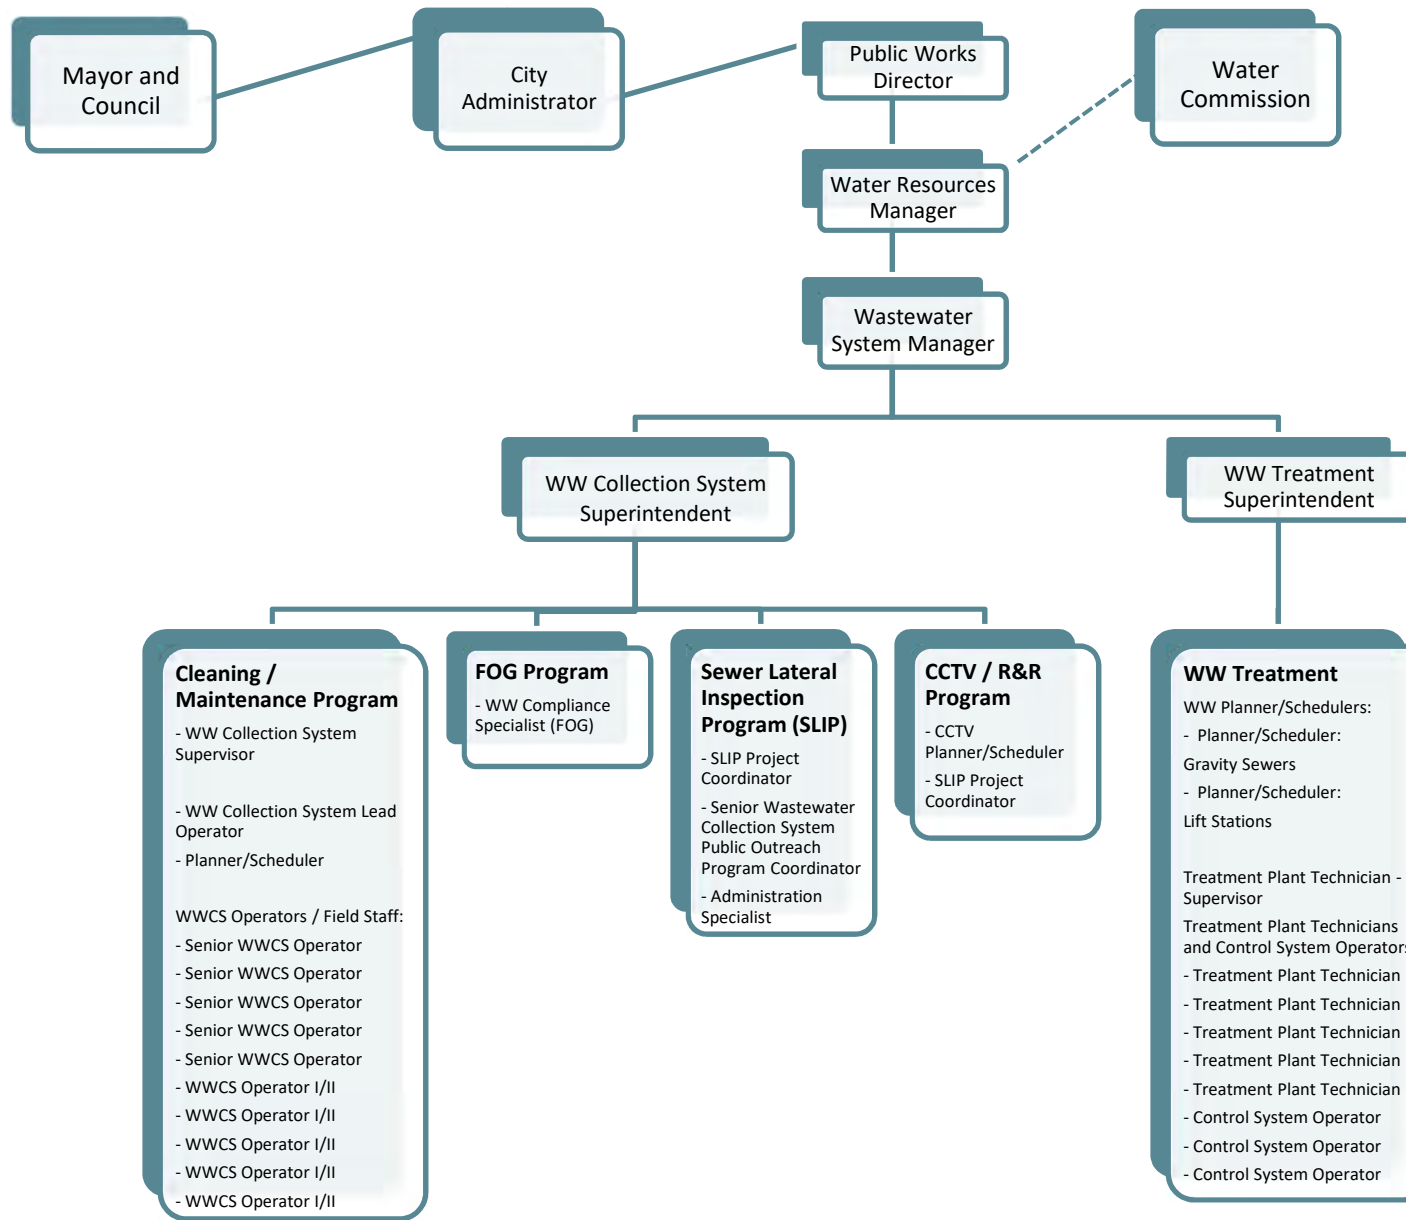 Mayor and
Council
City
Administrator
Public Works
Director
Water
Commission
Water Resources
Manager
Wastewater
System Manager
WW Collection System
Superintendent
WW Treatment
Superintendent
Cleaning /
Maintenance Program
- WW Collection System
Supervisor
- WW Collection System Lead
Operator
- Planner/Scheduler
WWCS Operators / Field Staff:
- Senior WWCS Operator
- Senior WWCS Operator
- Senior WWCS Operator
- Senior WWCS Operator
- Senior WWCS Operator
- WWCS Operator I/II
- WWCS Operator I/II
- WWCS Operator I/II
- WWCS Operator I/II
- WWCS Operator I/II
FOG Program
- WW Compliance
Specialist (FOG)
Sewer Lateral
Inspection
Program (SLIP)
- SLIP Project
Coordinator
- Senior Wastewater
Collection System
Public Outreach
Program Coordinator
- Administration
Specialist
CCTV / R&R
Program
- CCTV
Planner/Scheduler
- SLIP Project
Coordinator
WW Treatment
WW Planner/Schedulers:
- Planner/Scheduler:
Gravity Sewers
- Planner/Scheduler:
Lift Stations
Treatment Plant Technician -
Supervisor
Treatment Plant Technicians
and Control System Operators
- Treatment Plant Technician
- Treatment Plant Technician
- Treatment Plant Technician
- Treatment Plant Technician
- Treatment Plant Technician
- Control System Operator
- Control System Operator
- Control System Operator